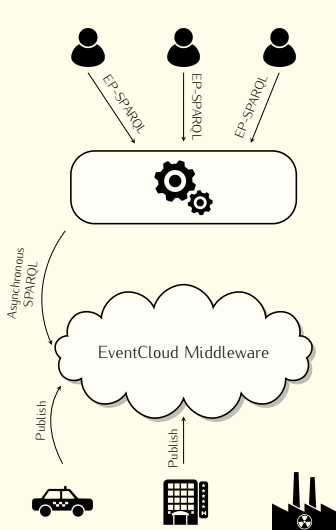 EP-SPARQL
EP-SPARQL
EP-SPARQL
Asynchronous
SPARQL
EventCloud Middleware
Publish
Publish